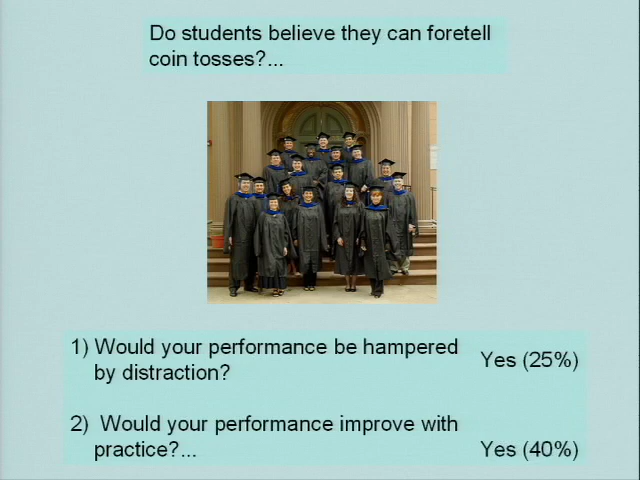 Do students believe they can foretell
coin tosses?...
1) Would your performance be hampered
by distraction?
Yes (25%)
2) Would your performance improve with
practice?...
Yes (40%)